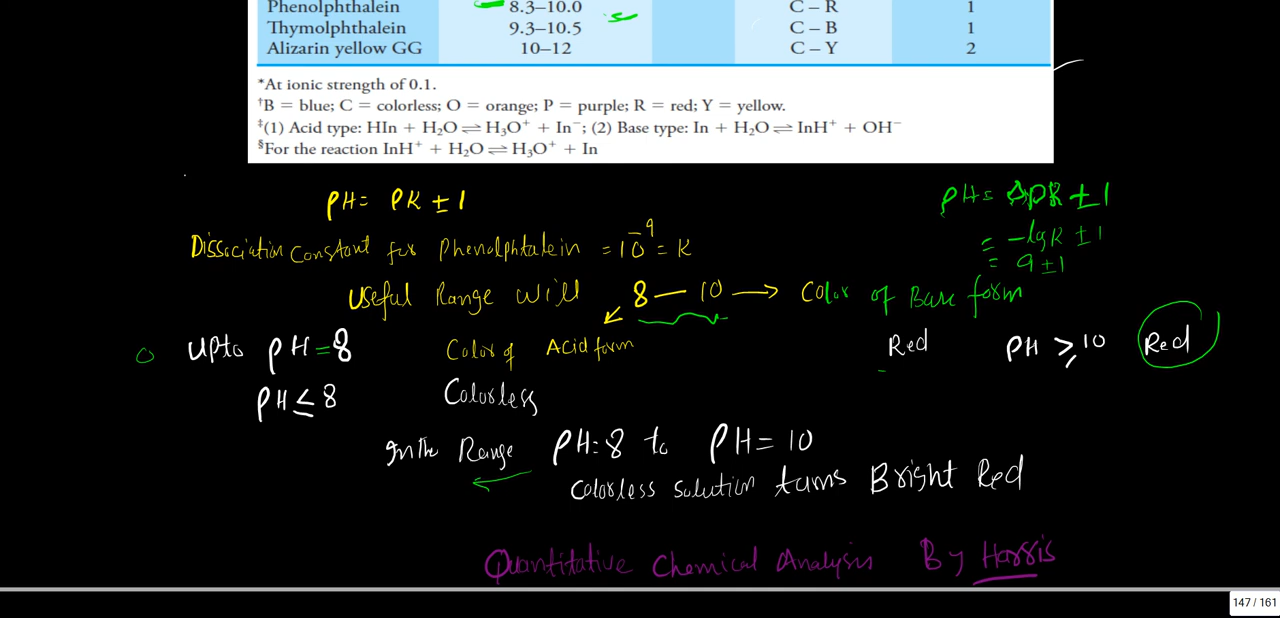 Phenolphthalein 8.3–10.0 C – R 1
Thymolphthalein 9.3–10.5 C – B 1
Alizarin yellow GG 10–12 C – Y 2
*At ionic strength of 0.1.
†B = blue; C = colorless; O = orange; P = purple; R = red; Y = yellow.
‡(1) Acid type: HIn + H₂O ⇌ H₃O⁺ + In⁻; (2) Base type: In + H₂O ⇌ InH⁺ + OH⁻
§For the reaction InH⁺ + H₂O ⇌ H₃O⁺ + In
PH = PK ± 1
PH = PK ± 1
= -lgK ± 1
= 9 ± 1
Dissociation Constant for Phenolphtalein = 10⁻⁹ = K
Useful Range will 8 — 10 → Color of Base form
Upto PH = 8 Color of Acid form Red PH ≥ 10 Red
PH ≤ 8 Colorless
In the Range PH = 8 to PH = 10
Colorless solution turns Bright Red
Quantitative Chemical Analysis By Harris
147 / 161